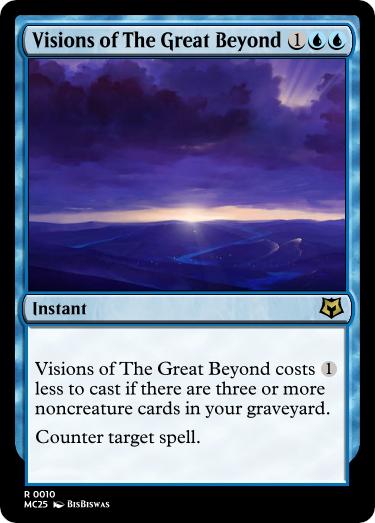 Visions of The Great Beyond 1
Instant
Visions of The Great Beyond costs 1
less to cast if there are three or more
noncreature cards in your graveyard.
Counter target spell.
R 0010
MC25 BisBiswas